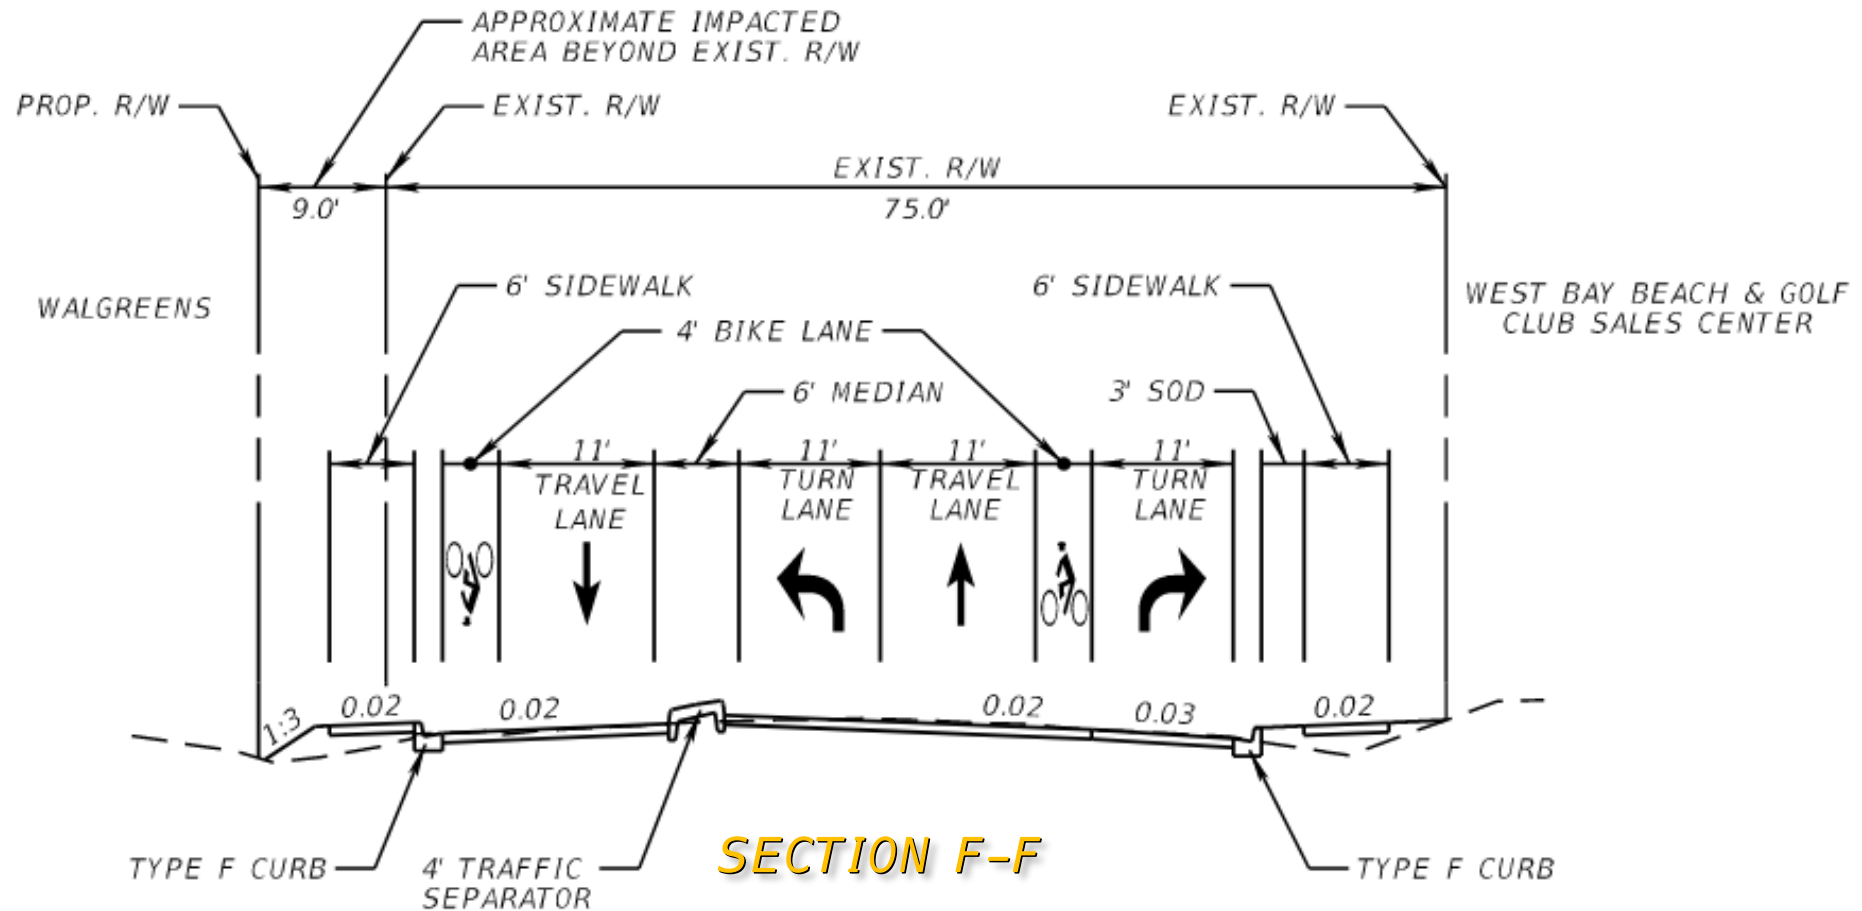 APPROXIMATE IMPACTED
AREA BEYOND EXIST. R/W
PROP. R/W
EXIST. R/W
EXIST. R/W
EXIST. R/W
9.0'
75.0'
WALGREENS
6' SIDEWALK
6' SIDEWALK
WEST BAY BEACH & GOLF
CLUB SALES CENTER
4' BIKE LANE
6' MEDIAN
3' SOD
11'
TRAVEL
LANE
11'
TURN
LANE
11'
TRAVEL
LANE
11'
TURN
LANE
1:3
0.02
0.02
0.02
0.03
0.02
TYPE F CURB
4' TRAFFIC
SEPARATOR
SECTION F-F
TYPE F CURB